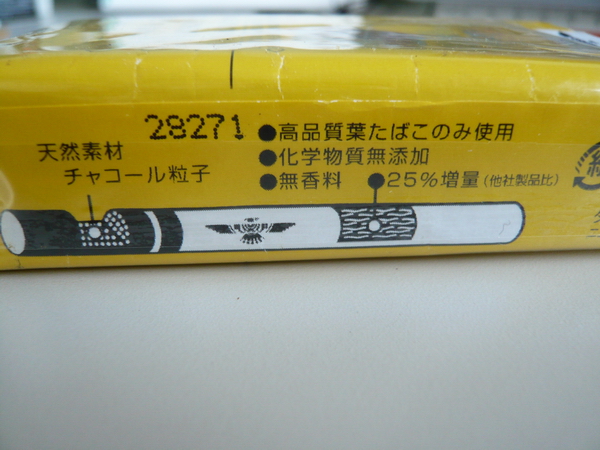 28271
●高品質葉たばこのみ使用
天然素材
●化学物質無添加
チャコール粒子
●無香料 ●25%増量(他社製品比)